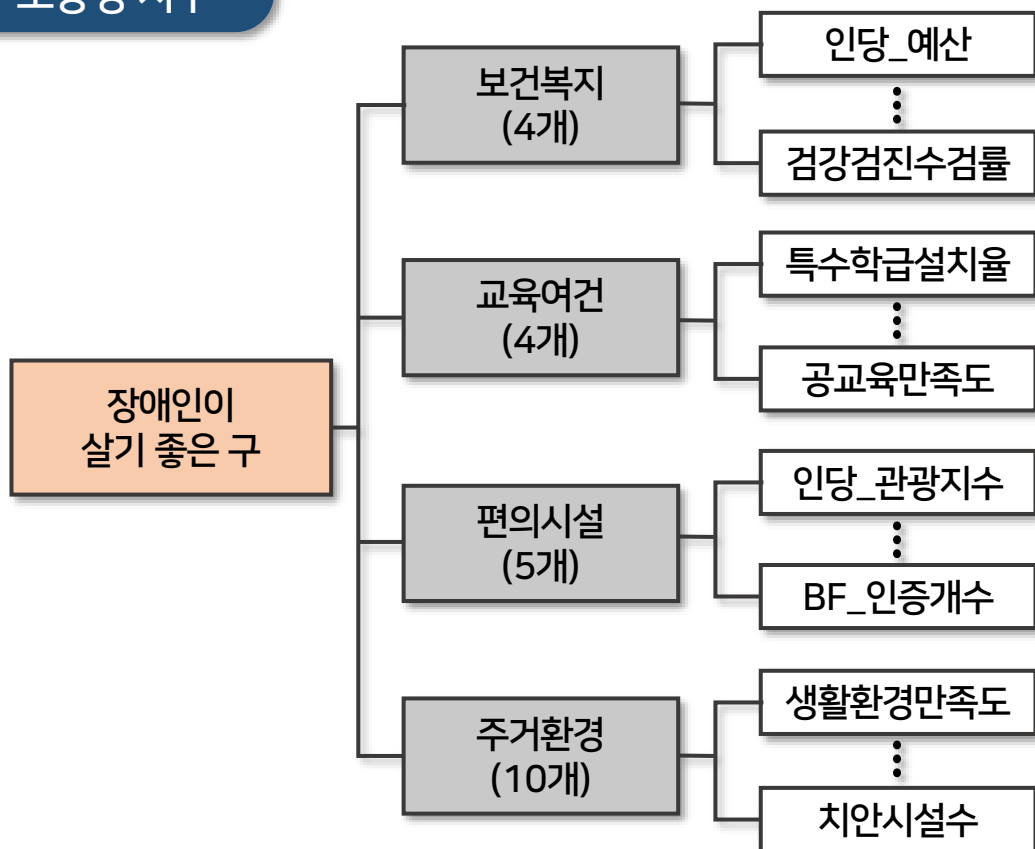 장애인이
살기 좋은 구
보건복지
(4개)
인당_예산
검강검진수검률
교육여건
(4개)
특수학급설치율
공교육만족도
편의시설
(5개)
인당_관광지수
BF_인증개수
주거환경
(10개)
생활환경만족도
치안시설수